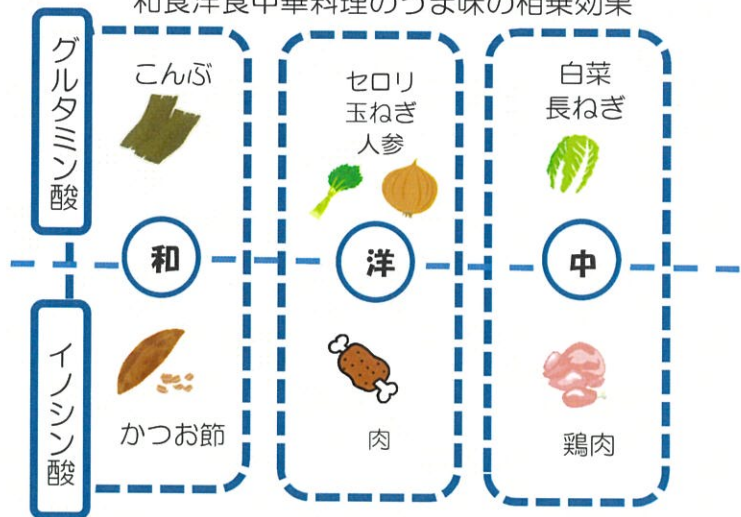 和食洋食中華料理のうま味の相乗効果
グルタミン酸
こんぶ
セロリ
玉ねぎ
人参
白菜
長ねぎ
和
洋
中
イノシン酸
かつお節
肉
鶏肉